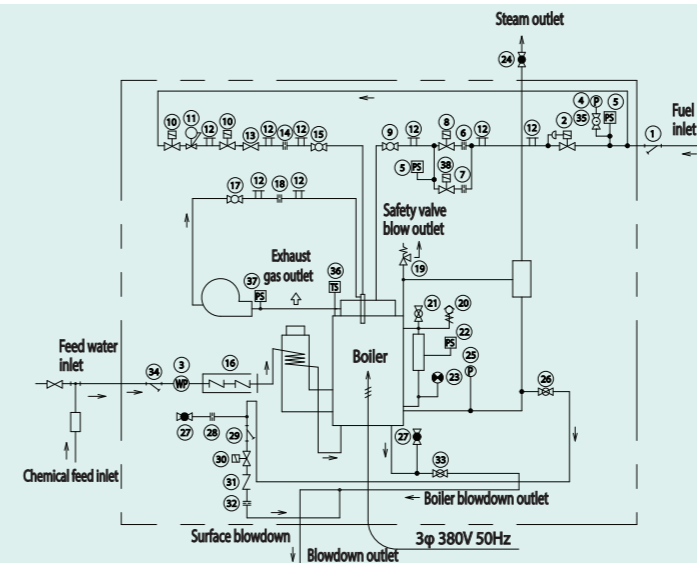 Steam outlet
24
4
5
P
35
PS
2
Fuel
inlet
1
10
11
12
10
13
12
14
12
15
9
12
8
6
12
12
5
PS
38
7
17
12
18
12
Safety valve
blow outlet
19
Exhaust
gas outlet
37
PS
36
TS
21
20
22
PS
Boiler
25
P
23
26
Feed water
inlet
34
3
WP
16
27
28
29
30
31
32
27
33
Chemical feed inlet
Boiler blowdown outlet
Surface blowdown
Blowdown outlet
3φ 380V 50Hz